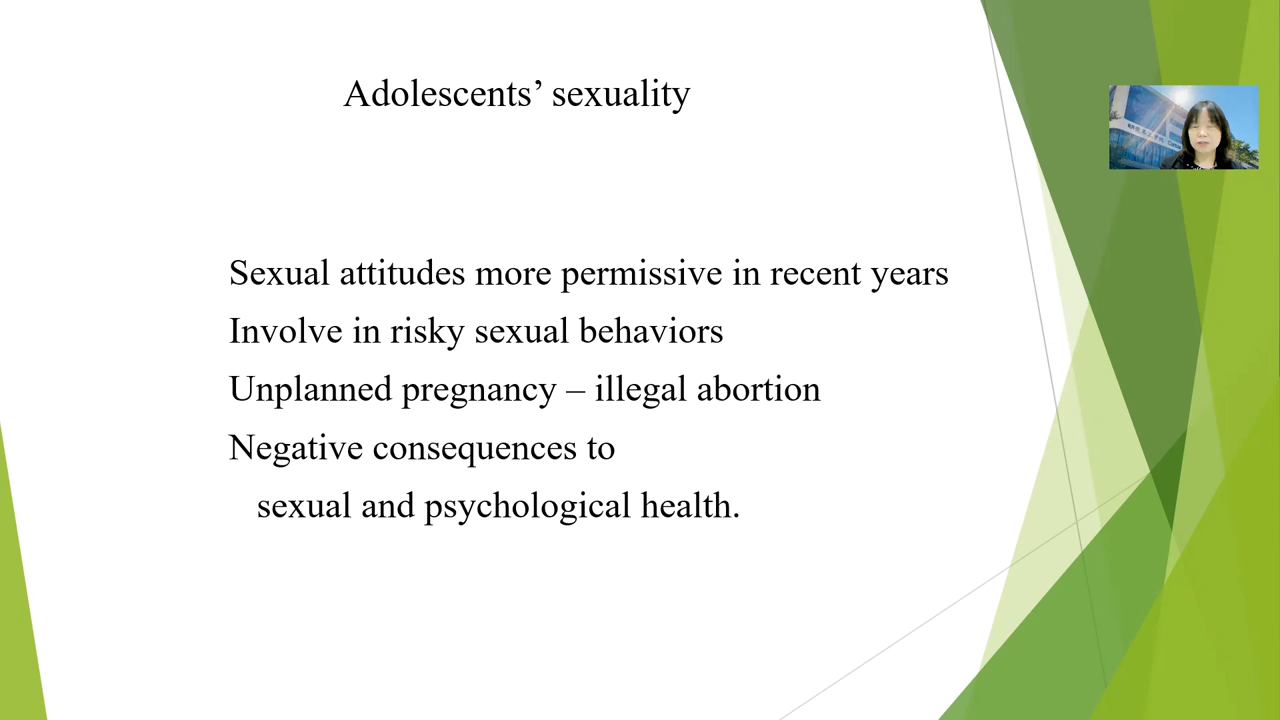 Adolescents’ sexuality
Sexual attitudes more permissive in recent years
Involve in risky sexual behaviors
Unplanned pregnancy – illegal abortion
Negative consequences to
sexual and psychological health.